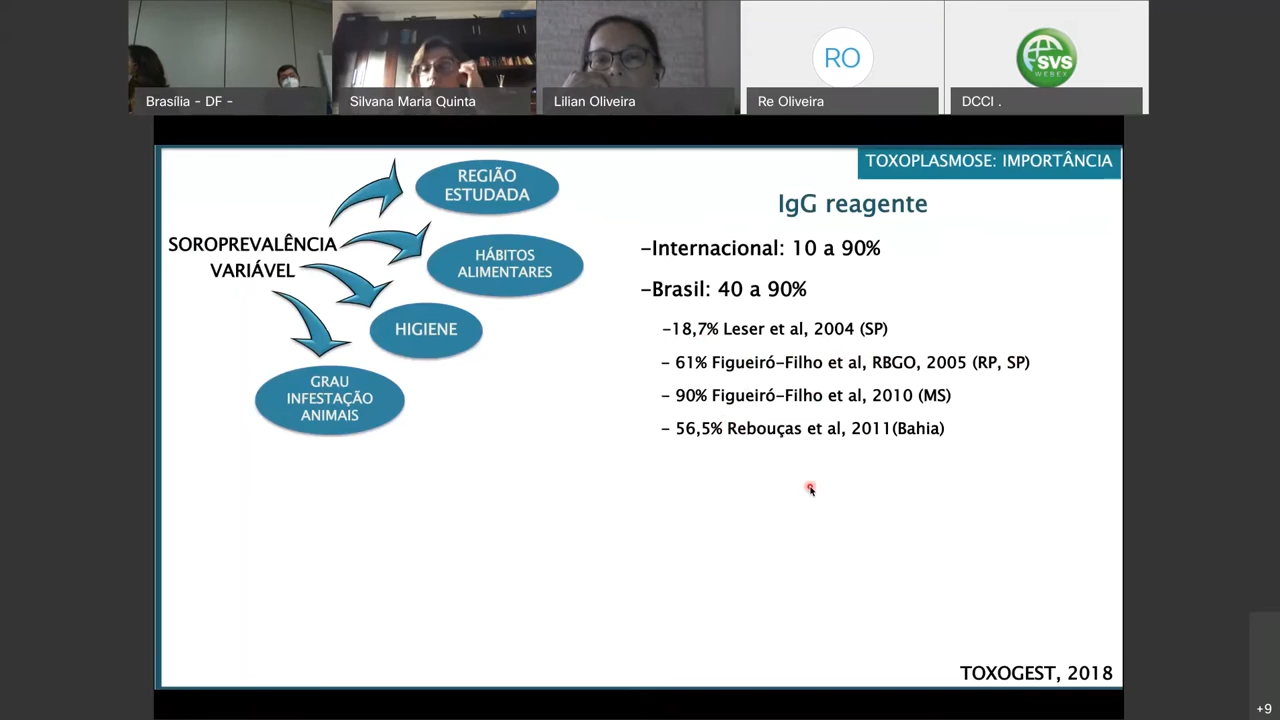 Brasília - DF -
Silvana Maria Quinta
Lilian Oliveira
RO
Re Oliveira
SVS
WEBEX
DCCI .
TOXOPLASMOSE: IMPORTÂNCIA
REGIÃO
ESTUDADA
SOROPREVALÊNCIA
VARIÁVEL
HÁBITOS
ALIMENTARES
HIGIENE
GRAU
INFESTAÇÃO
ANIMAIS
IgG reagente
-Internacional: 10 a 90%
-Brasil: 40 a 90%
-18,7% Leser et al, 2004 (SP)
- 61% Figueiró-Filho et al, RBGO, 2005 (RP, SP)
- 90% Figueiró-Filho et al, 2010 (MS)
- 56,5% Rebouças et al, 2011(Bahia)
TOXOGEST, 2018
+9